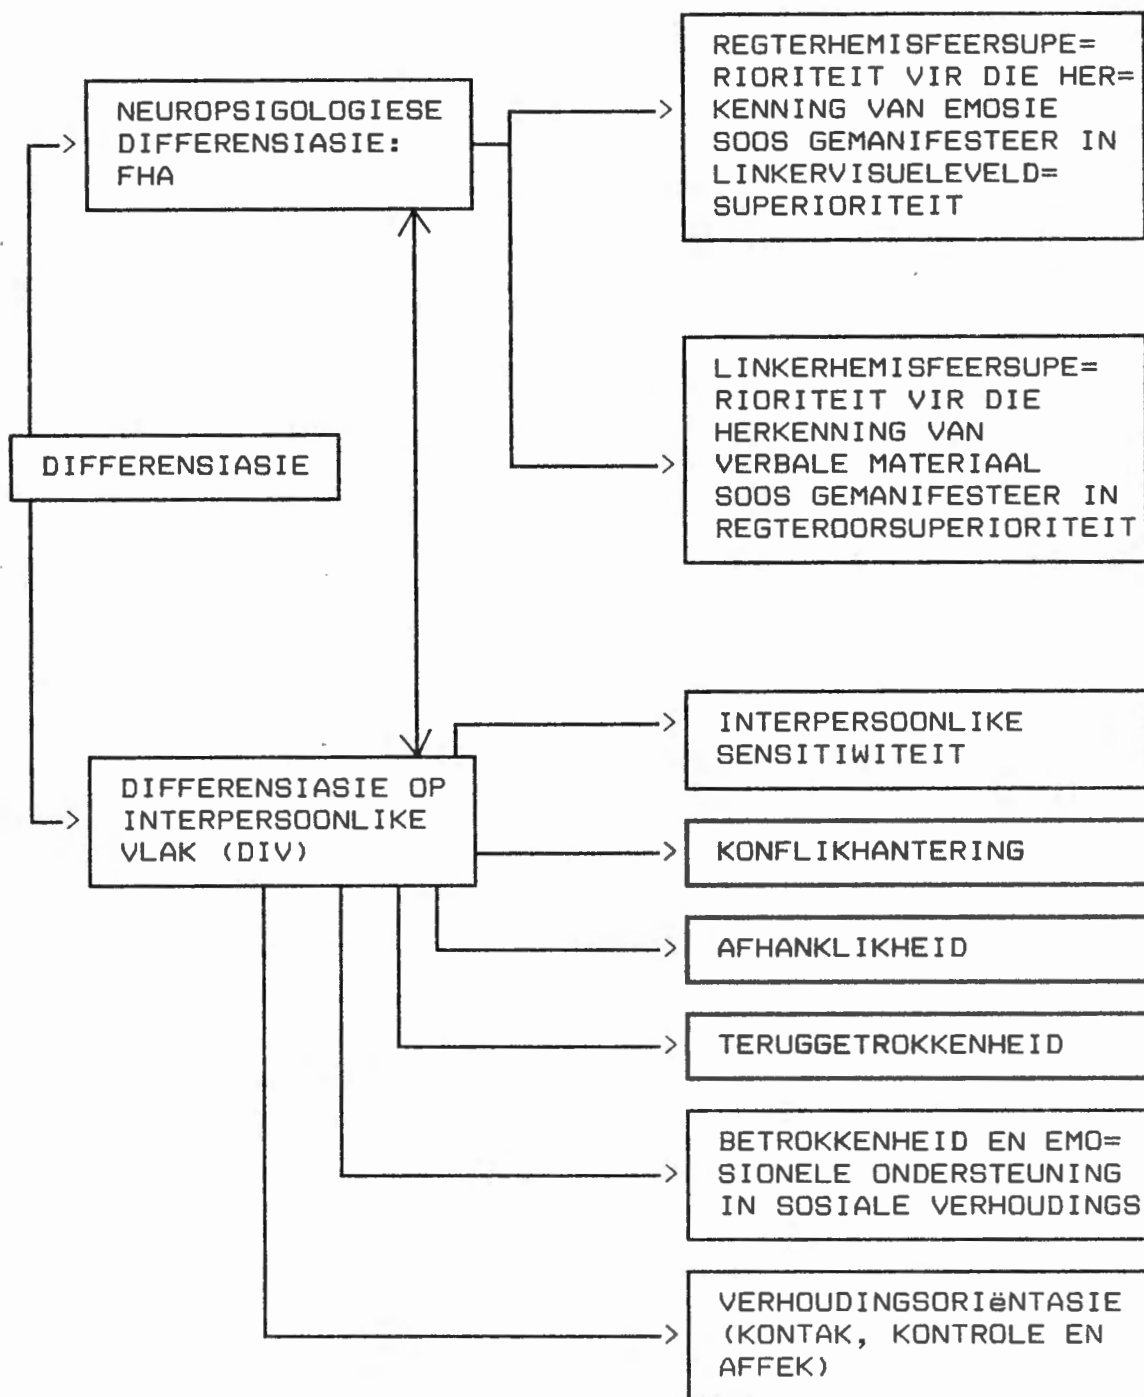 NEUROPSIGOLOGIESE
DIFFERENSIASIE:
FHA
REGTERHEMISFEERSUPE=
RIORITEIT VIR DIE HER=
KENNING VAN EMOSIE
SOOS GEMANIFESTEER IN
LINKERVISUELEVELD=
SUPERIORITEIT
LINKERHEMISFEERSUPE=
RIORITEIT VIR DIE
HERKENNING VAN
VERBALE MATERIAAL
SOOS GEMANIFESTEER IN
REGTEROORSUPERIORITEIT
DIFFERENSIASIE
DIFFERENSIASIE OP
INTERPERSOONLIKE
VLAK (DIV)
INTERPERSOONLIKE
SENSITIWITEIT
KONFLIKHANTERING
AFHANKLIKHEID
TERUGGETROKKENHEID
BETROKKENHEID EN EMO=
SIONELE ONDERSTEUNING
IN SOSIALE VERHOUDINGS
VERHOUDINGSORIëNTASIE
(KONTAK, KONTROLE EN
AFFEK)